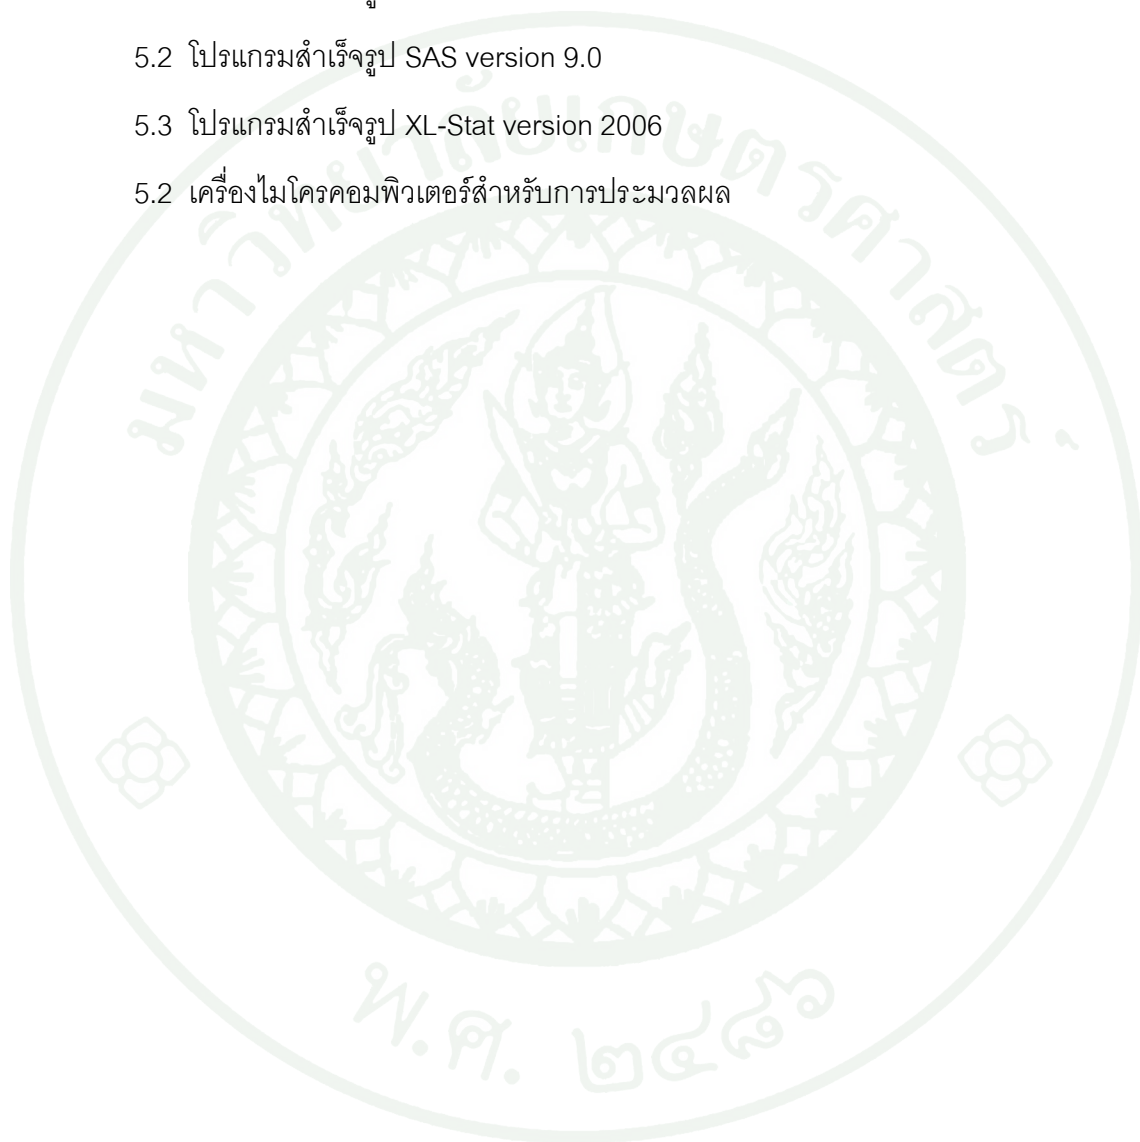 5.2 โปรแกรมสำเร็จรูป SAS version 9.0
5.3 โปรแกรมสำเร็จรูป XL-Stat version 2006
5.2 เครื่องไมโครคอมพิวเตอร์สำหรับการประมวลผล
มหาวิทยาลัยเกษตรศาสตร์
พ.ศ. ๒๔๘๖